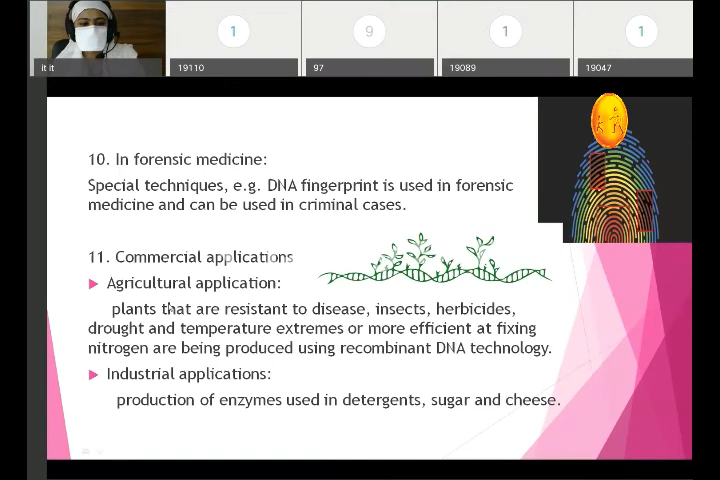 1
9
1
1
it it
19110
97
19089
19047
10. In forensic medicine:
Special techniques, e.g. DNA fingerprint is used in forensic
medicine and can be used in criminal cases.
11. Commercial applications
Agricultural application:
plants that are resistant to disease, insects, herbicides,
drought and temperature extremes or more efficient at fixing
nitrogen are being produced using recombinant DNA technology.
Industrial applications:
production of enzymes used in detergents, sugar and cheese.